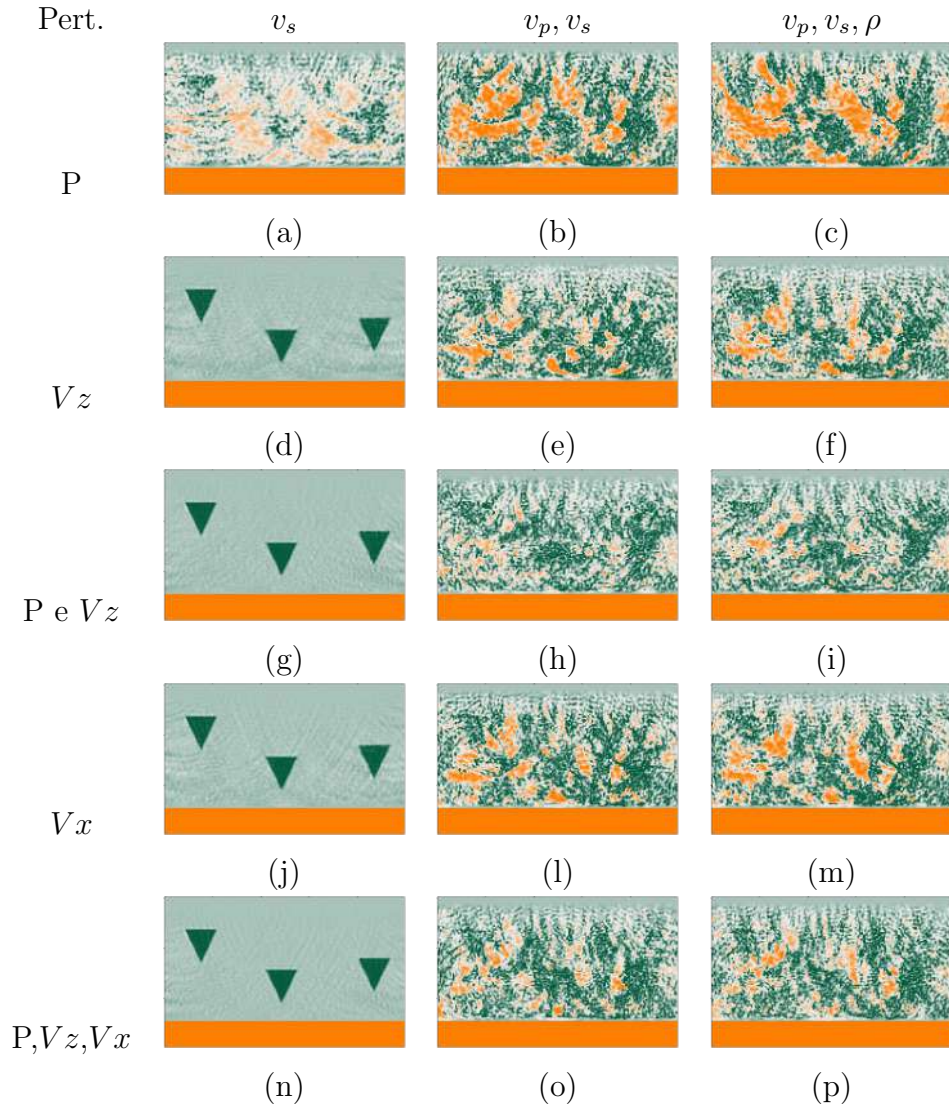 Pert. v_s v_p, v_s v_p, v_s, ρ
P
(a) (b) (c)
Vz
(d) (e) (f)
P e Vz
(g) (h) (i)
Vx
(j) (l) (m)
P,Vz,Vx
(n) (o) (p)